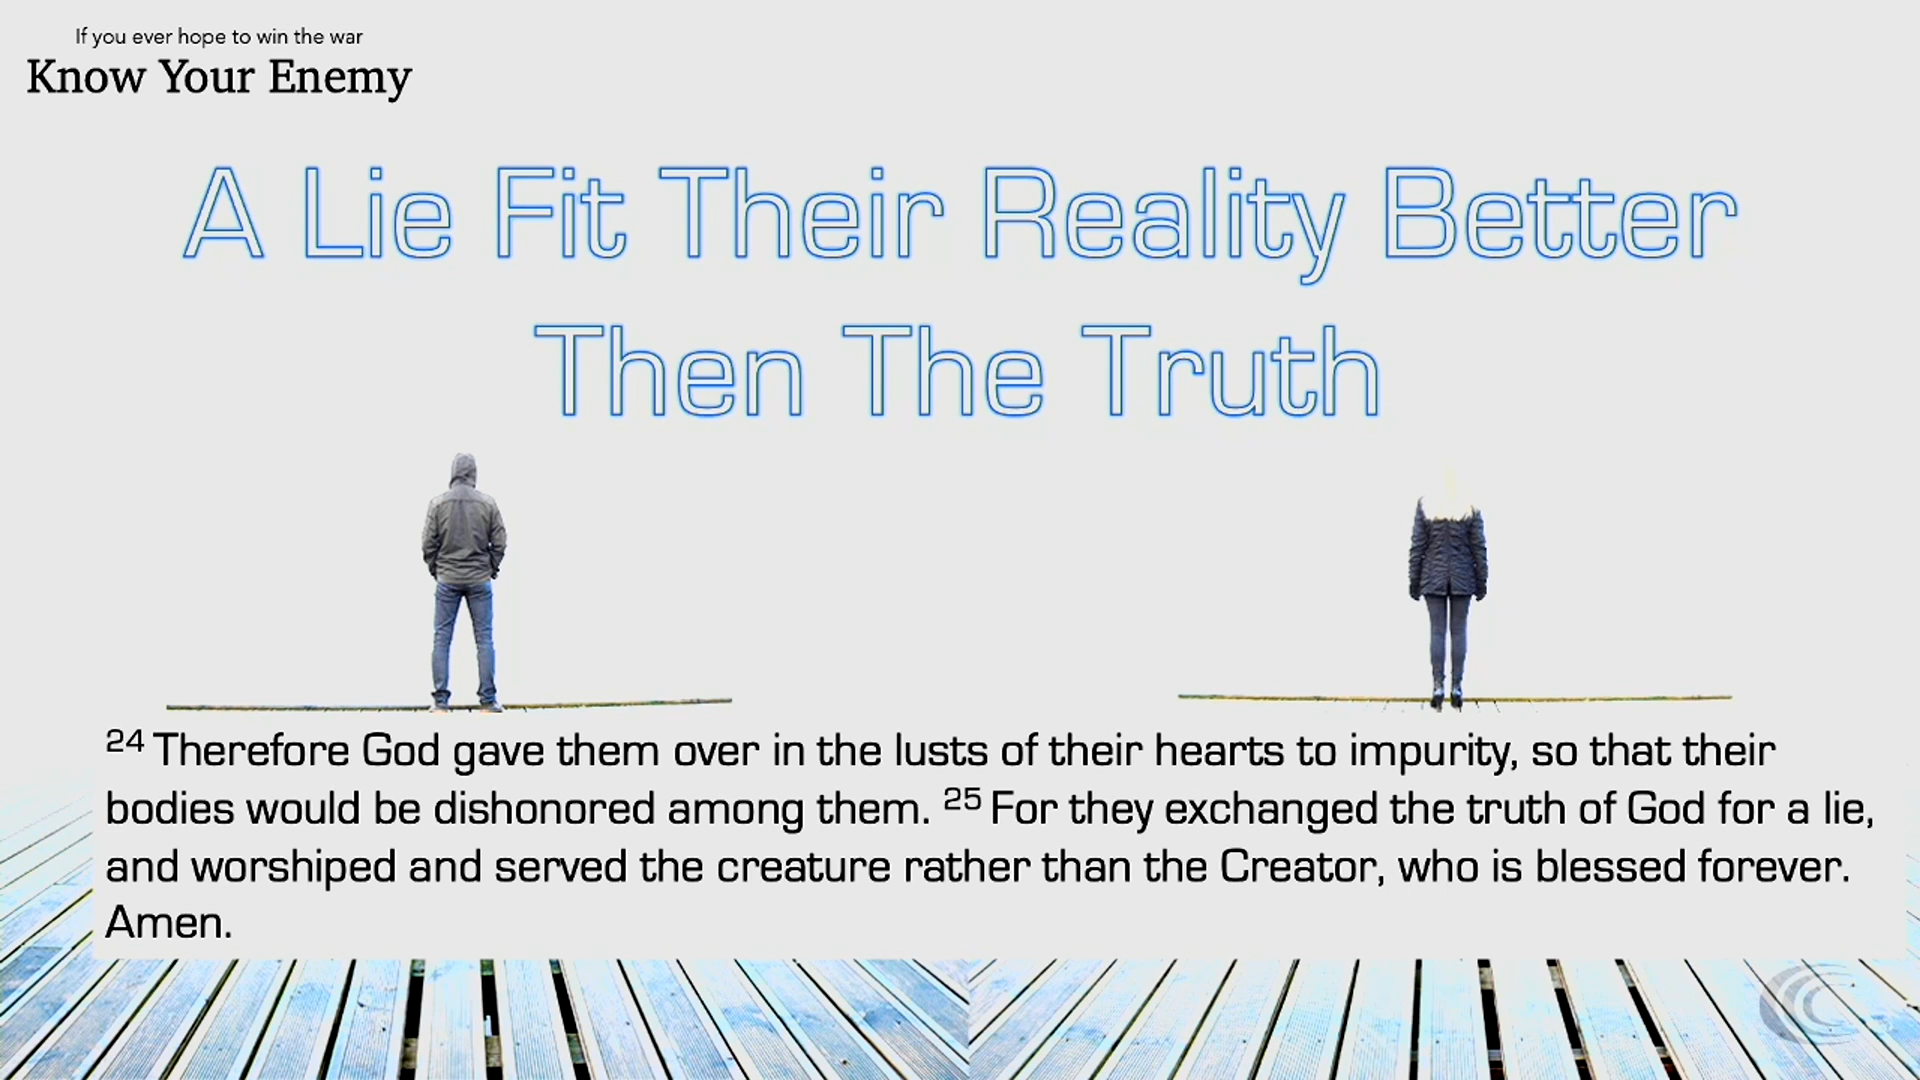 If you ever hope to win the war
Know Your Enemy
A Lie Fit Their Reality Better
Then The Truth
24 Therefore God gave them over in the lusts of their hearts to impurity, so that their
bodies would be dishonored among them. 25 For they exchanged the truth of God for a lie,
and worshiped and served the creature rather than the Creator, who is blessed forever.
Amen.